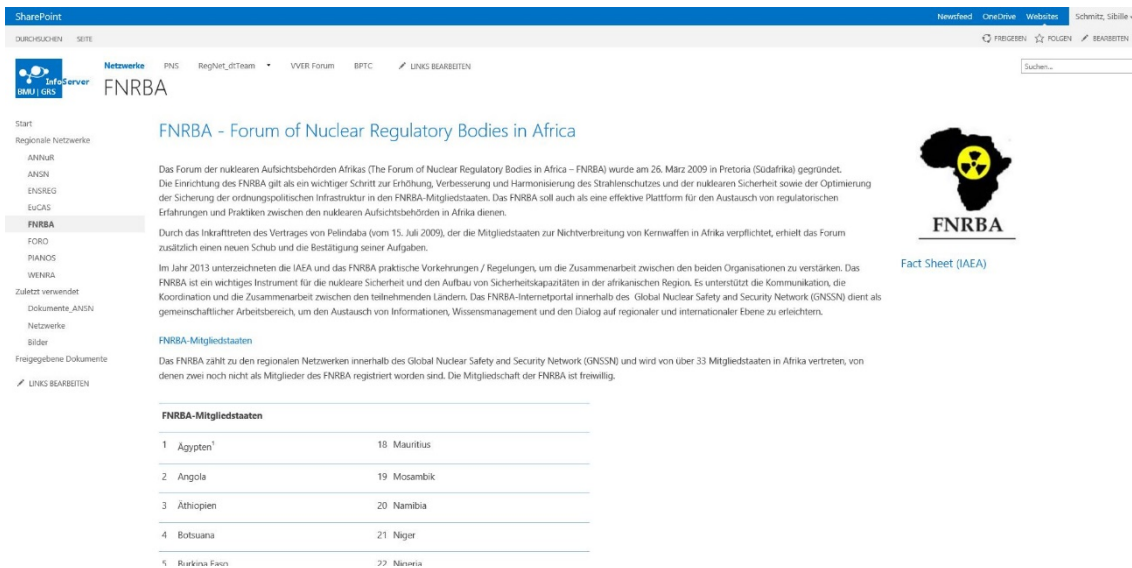 SharePoint
Newsfeed OneDrive Websites Schmitz, Sibille
DURCHSUCHEN SEITE
FREIGEBEN FOLGEN BEARBEITEN
InfoServer
BMU | GRS
Netzwerke PNS RegNet_dtTeam VVER Forum BPTC LINKS BEARBEITEN
Suchen...
FNRBA
Start
Regionale Netzwerke
ANNuR
ANSN
ENSREG
EuCAS
FNRBA
FORO
PIANOS
WENRA
Zuletzt verwendet
Dokumente_ANSN
Netzwerke
Bilder
Freigegebene Dokumente
LINKS BEARBEITEN
FNRBA - Forum of Nuclear Regulatory Bodies in Africa
Das Forum der nuklearen Aufsichtsbehörden Afrikas (The Forum of Nuclear Regulatory Bodies in Africa – FNRBA) wurde am 26. März 2009 in Pretoria (Südafrika) gegründet.
Die Einrichtung des FNRBA gilt als ein wichtiger Schritt zur Erhöhung, Verbesserung und Harmonisierung des Strahlenschutzes und der nuklearen Sicherheit sowie der Optimierung
der Sicherung der ordnungspolitischen Infrastruktur in den FNRBA-Mitgliedstaaten. Das FNRBA soll auch als eine effektive Plattform für den Austausch von regulatorischen
Erfahrungen und Praktiken zwischen den nuklearen Aufsichtsbehörden in Afrika dienen.
Durch das Inkrafttreten des Vertrages von Pelindaba (vom 15. Juli 2009), der die Mitgliedstaaten zur Nichtverbreitung von Kernwaffen in Afrika verpflichtet, erhielt das Forum
zusätzlich einen neuen Schub und die Bestätigung seiner Aufgaben.
Im Jahr 2013 unterzeichneten die IAEA und das FNRBA praktische Vorkehrungen / Regelungen, um die Zusammenarbeit zwischen den beiden Organisationen zu verstärken. Das
FNRBA ist ein wichtiges Instrument für die nukleare Sicherheit und den Aufbau von Sicherheitskapazitäten in der afrikanischen Region. Es unterstützt die Kommunikation, die
Koordination und die Zusammenarbeit zwischen den teilnehmenden Ländern. Das FNRBA-Internetportal innerhalb des Global Nuclear Safety and Security Network (GNSSN) dient als
gemeinschaftlicher Arbeitsbereich, um den Austausch von Informationen, Wissensmanagement und den Dialog auf regionaler und internationaler Ebene zu erleichtern.
FNRBA-Mitgliedstaaten
Das FNRBA zählt zu den regionalen Netzwerken innerhalb des Global Nuclear Safety and Security Network (GNSSN) und wird von über 33 Mitgliedstaaten in Afrika vertreten, von
denen zwei noch nicht als Mitglieder des FNRBA registriert worden sind. Die Mitgliedschaft der FNRBA ist freiwillig.
FNRBA-Mitgliedstaaten
1 Ägypten¹ 18 Mauritius
2 Angola 19 Mosambik
3 Äthiopien 20 Namibia
4 Botsuana 21 Niger
5 Burkina Faso 22 Nigeria
FNRBA
Fact Sheet (IAEA)